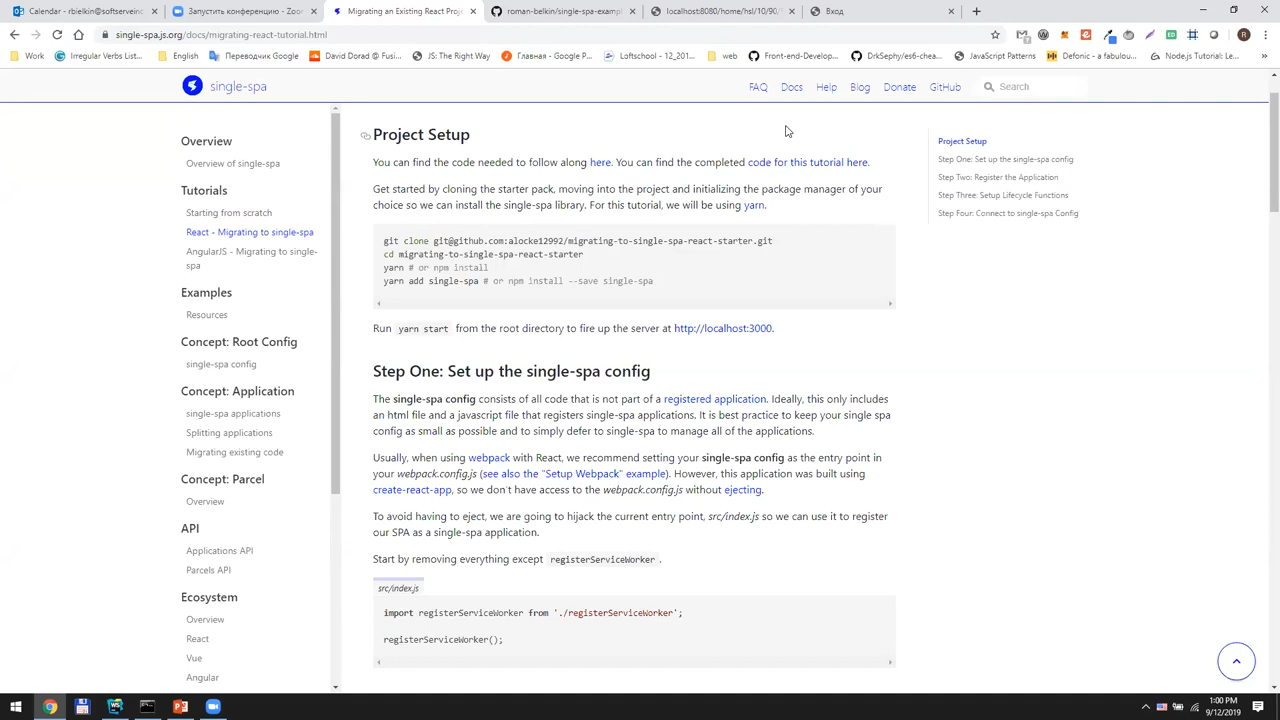 Calendar - rbielkin@softserveinc
Запустить конференцию - Zoom
Migrating an Existing React Proj
roman-belkin/single-spa-exampl
localhost:8080/home/hsl/10/90/
Вход
single-spa.js.org/docs/migrating-react-tutorial.html
Work
Irregular Verbs List...
English
Переводчик Google
David Dorad @ Fusi...
JS: The Right Way
Главная - Google P...
Loftschool - 12_201...
web
Front-end-Develop...
DrkSephy/es6-chea...
JavaScript Patterns
Defonic - a fabulou...
Node.js Tutorial: Le...
single-spa
FAQ Docs Help Blog Donate GitHub Search
Overview
Overview of single-spa
Tutorials
Starting from scratch
React - Migrating to single-spa
AngularJS - Migrating to single-
spa
Examples
Resources
Concept: Root Config
single-spa config
Concept: Application
single-spa applications
Splitting applications
Migrating existing code
Concept: Parcel
Overview
API
Applications API
Parcels API
Ecosystem
Overview
React
Vue
Angular
Project Setup
You can find the code needed to follow along here. You can find the completed code for this tutorial here.
Get started by cloning the starter pack, moving into the project and initializing the package manager of your
choice so we can install the single-spa library. For this tutorial, we will be using yarn.
git clone git@github.com:alocke12992/migrating-to-single-spa-react-starter.git
cd migrating-to-single-spa-react-starter
yarn # or npm install
yarn add single-spa # or npm install --save single-spa
Run yarn start from the root directory to fire up the server at http://localhost:3000.
Step One: Set up the single-spa config
The single-spa config consists of all code that is not part of a registered application. Ideally, this only includes
an html file and a javascript file that registers single-spa applications. It is best practice to keep your single spa
config as small as possible and to simply defer to single-spa to manage all of the applications.
Usually, when using webpack with React, we recommend setting your single-spa config as the entry point in
your webpack.config.js (see also the "Setup Webpack" example). However, this application was built using
create-react-app, so we don't have access to the webpack.config.js without ejecting.
To avoid having to eject, we are going to hijack the current entry point, src/index.js so we can use it to register
our SPA as a single-spa application.
Start by removing everything except registerServiceWorker .
src/index.js
import registerServiceWorker from './registerServiceWorker';
registerServiceWorker();
Project Setup
Step One: Set up the single-spa config
Step Two: Register the Application
Step Three: Setup Lifecycle Functions
Step Four: Connect to single-spa Config
1:00 PM
9/12/2019